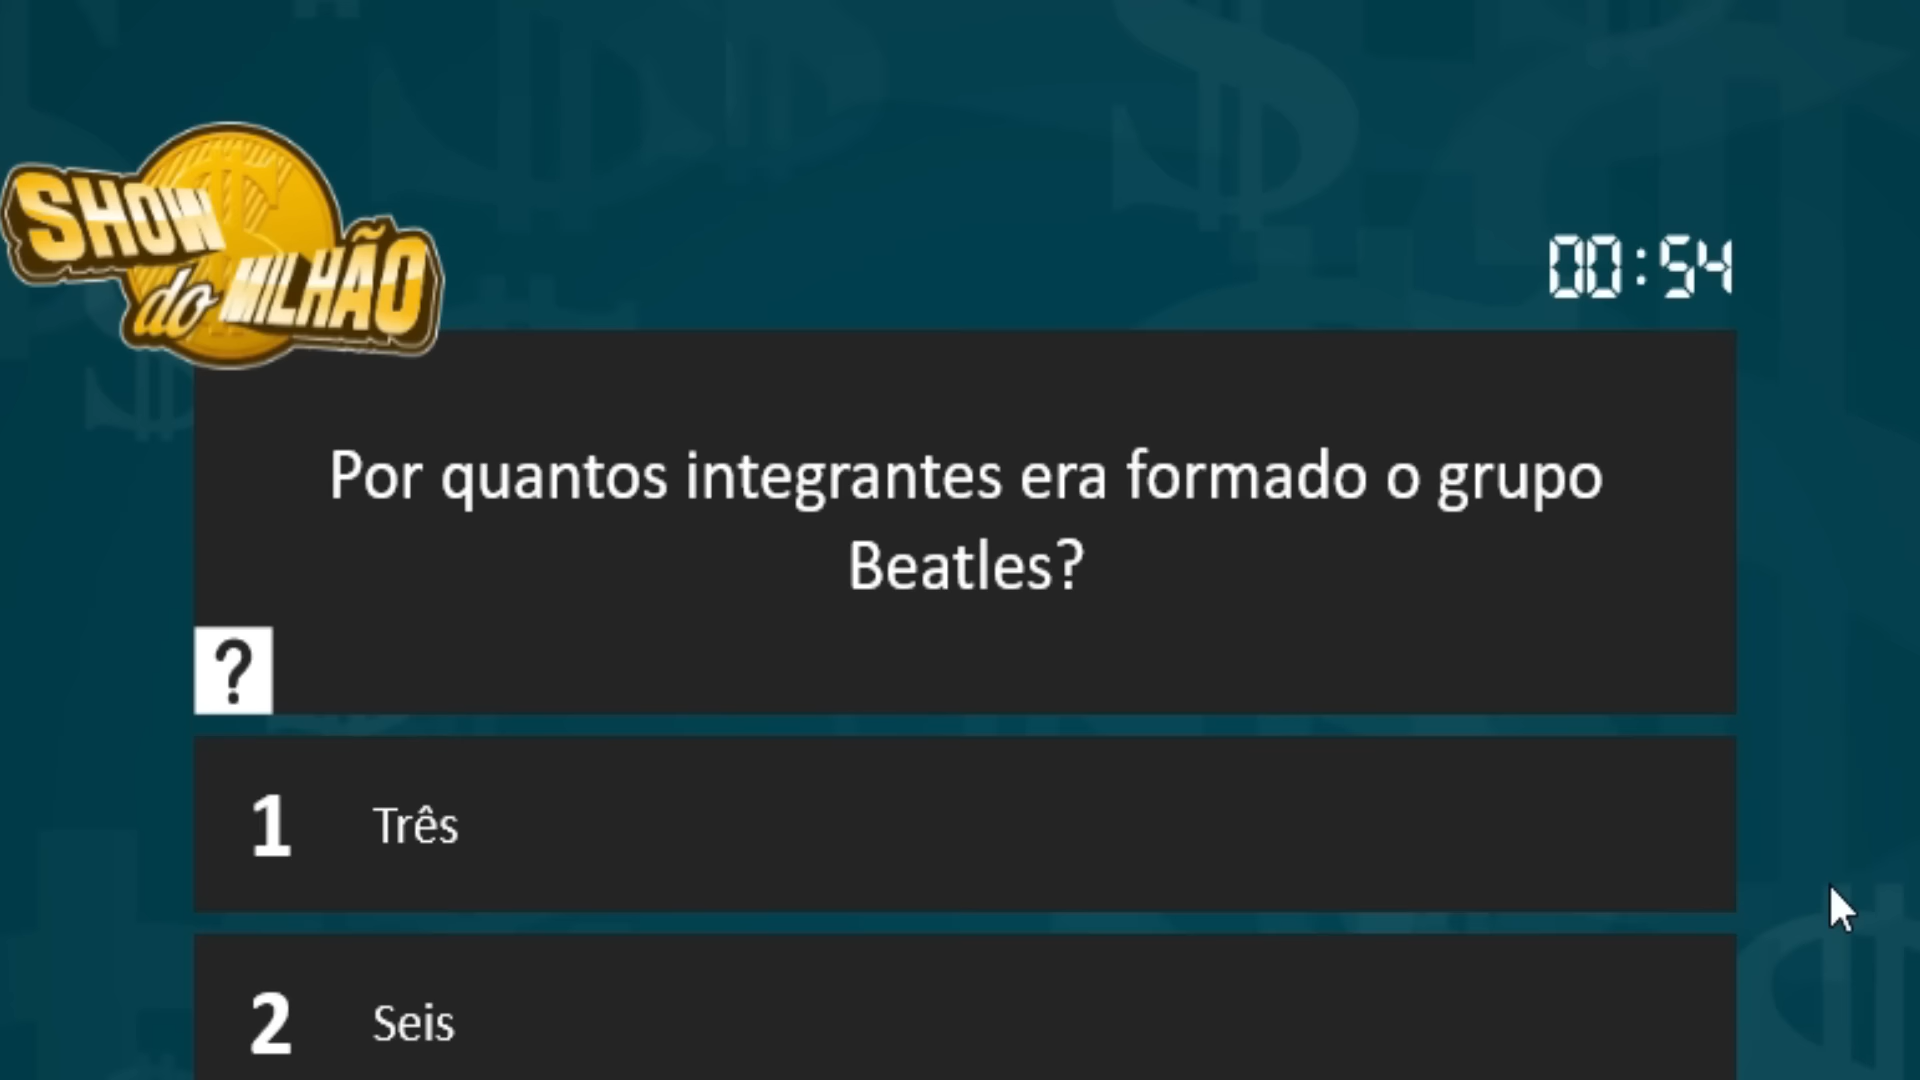 SHOW
do MILHÃO
00:54
Por quantos integrantes era formado o grupo
Beatles?
?
1 Três
2 Seis